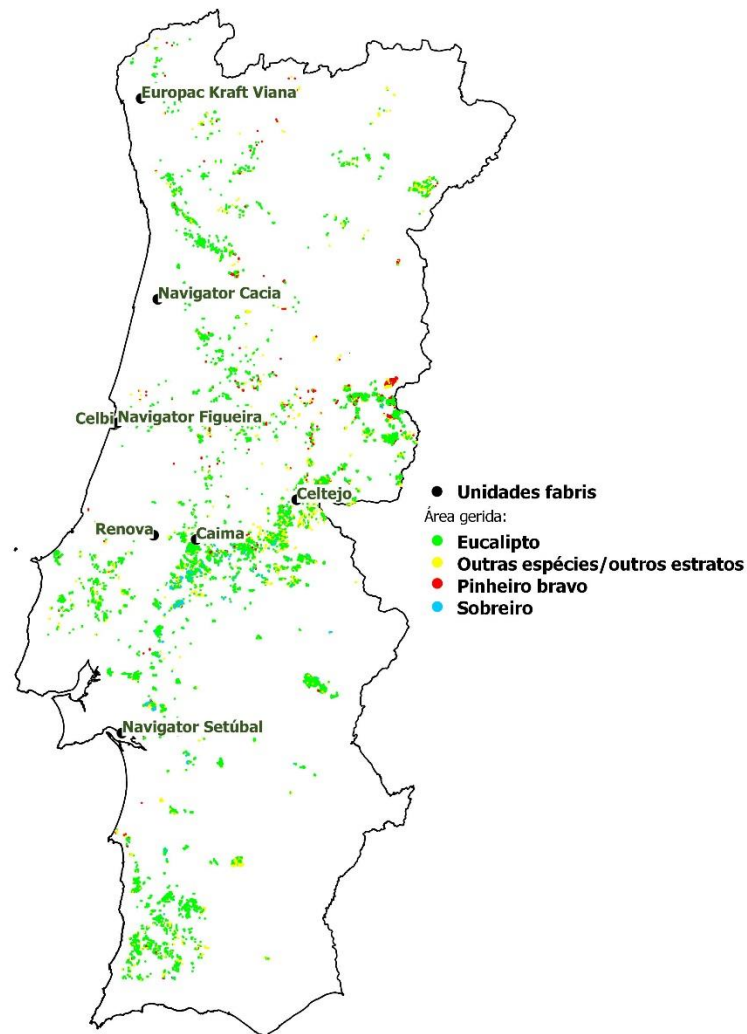 Europac Kraft Viana
Navigator Cacia
Celbi
Navigator Figueira
Celtejo
Renova
Caima
Navigator Setúbal
Unidades fabris
Área gerida:
Eucalipto
Outras espécies/outros estratos
Pinheiro bravo
Sobreiro